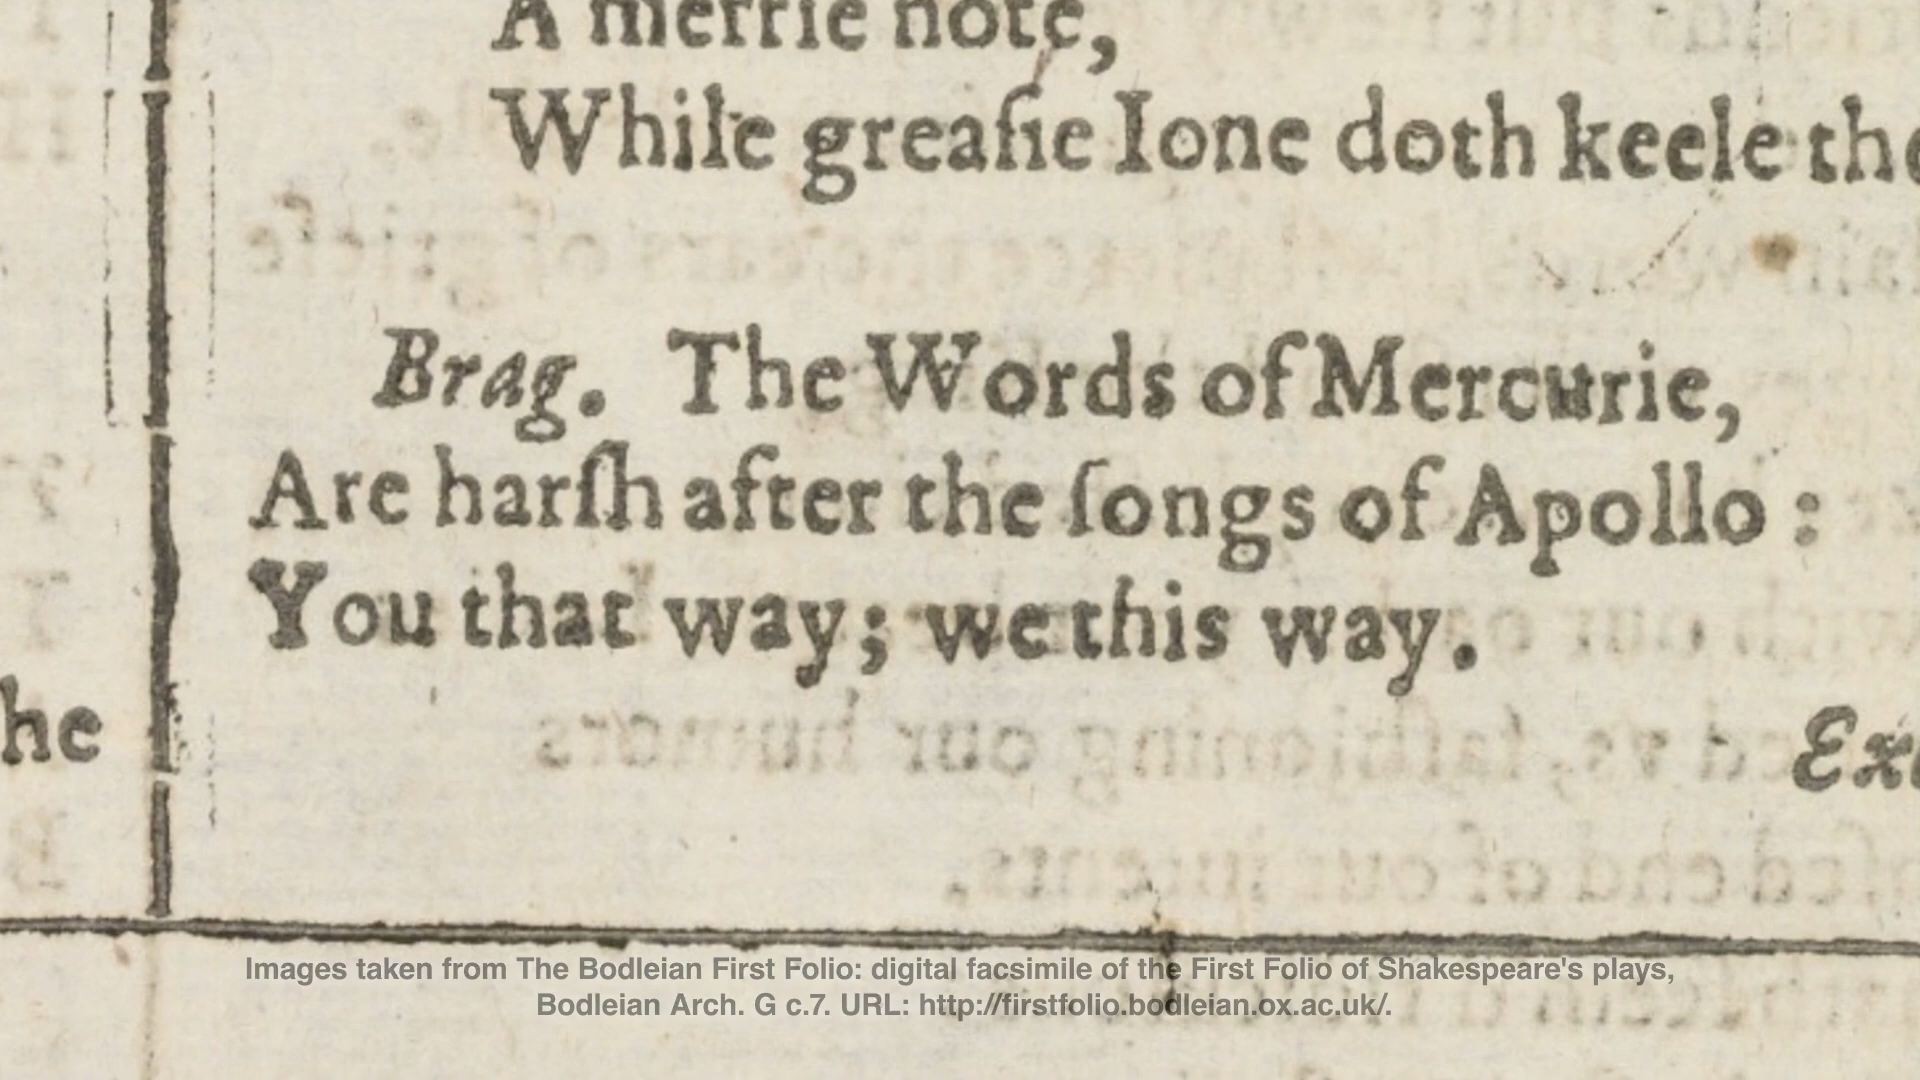 A merrie note,
While greaſie Ione doth keele the
Brag. The Words of Mercurie,
Are harſh after the ſongs of Apollo :
You that way; we this way.
he
Images taken from The Bodleian First Folio: digital facsimile of the First Folio of Shakespeare's plays,
Bodleian Arch. G c.7. URL: http://firstfolio.bodleian.ox.ac.uk/.